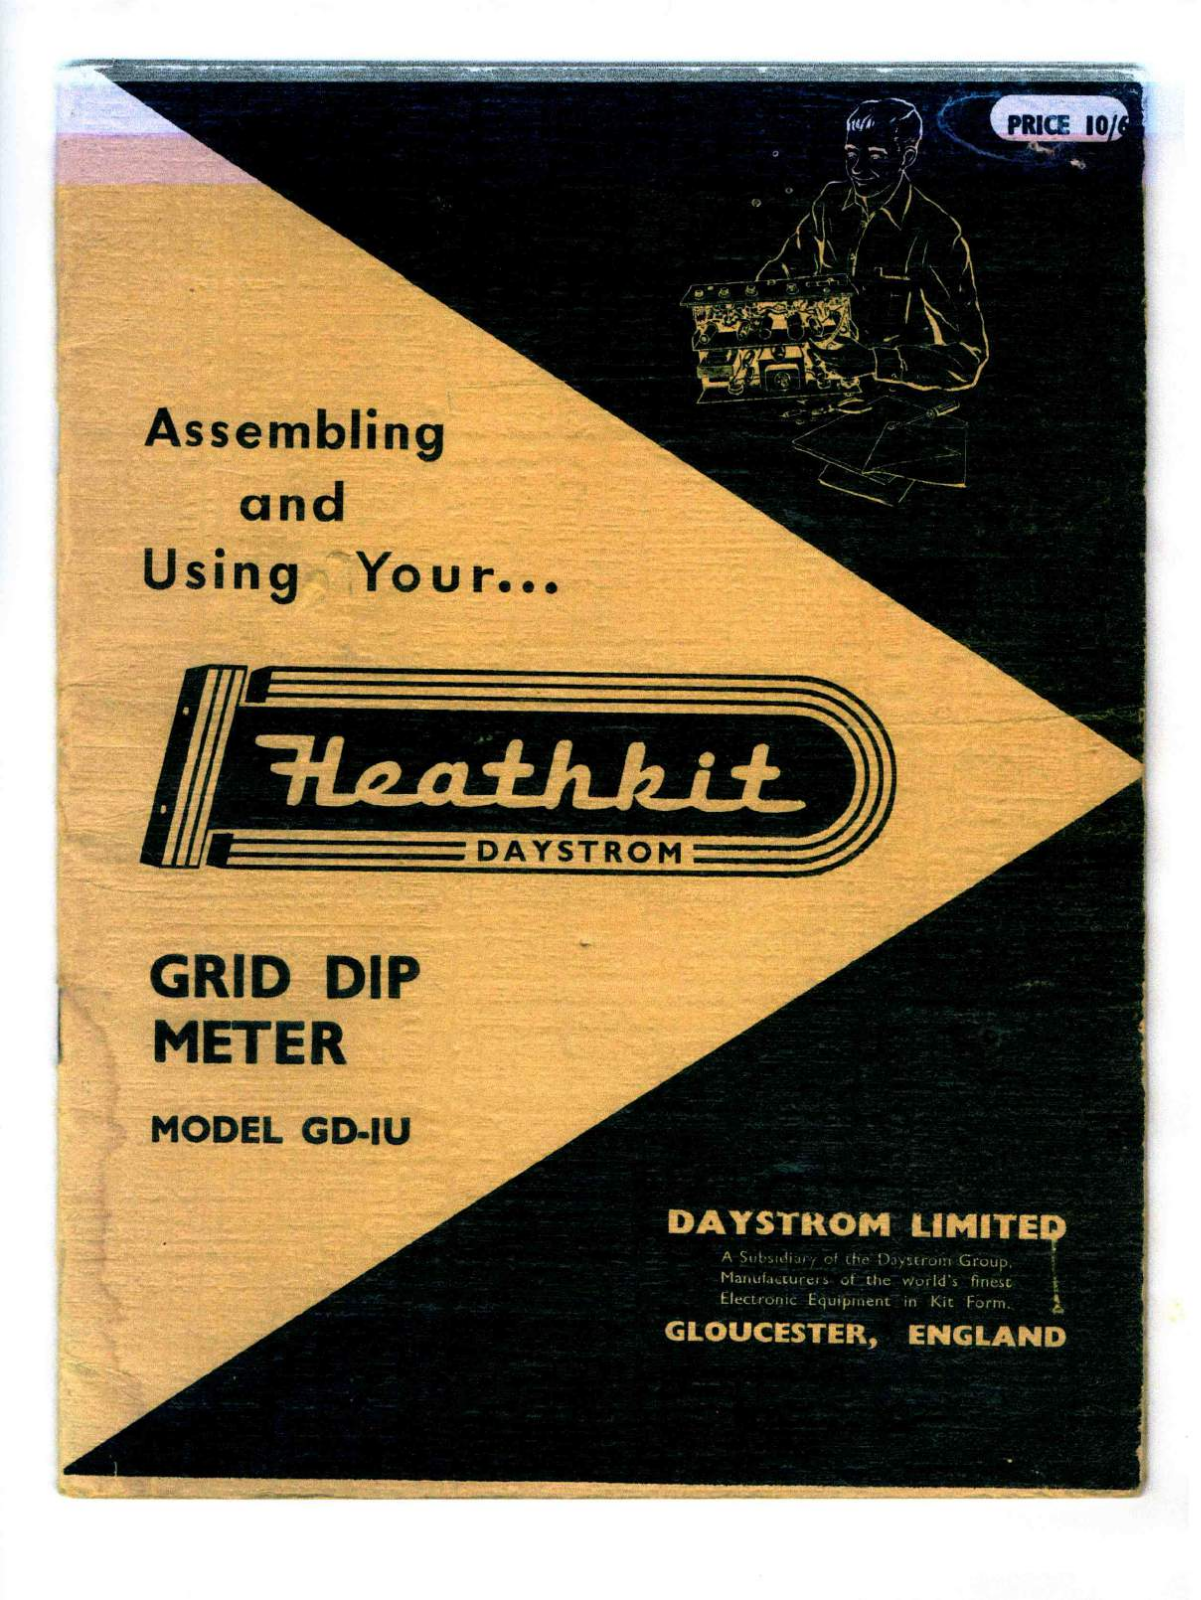 PRICE 10/6
Assembling
and
Using Your...
Heathkit
DAYSTROM
GRID DIP
METER
MODEL GD-IU
DAYSTROM LIMITED
A Subsidiary of the Daystrom Group,
Manufacturers of the world's finest
Electronic Equipment in Kit Form.
GLOUCESTER, ENGLAND